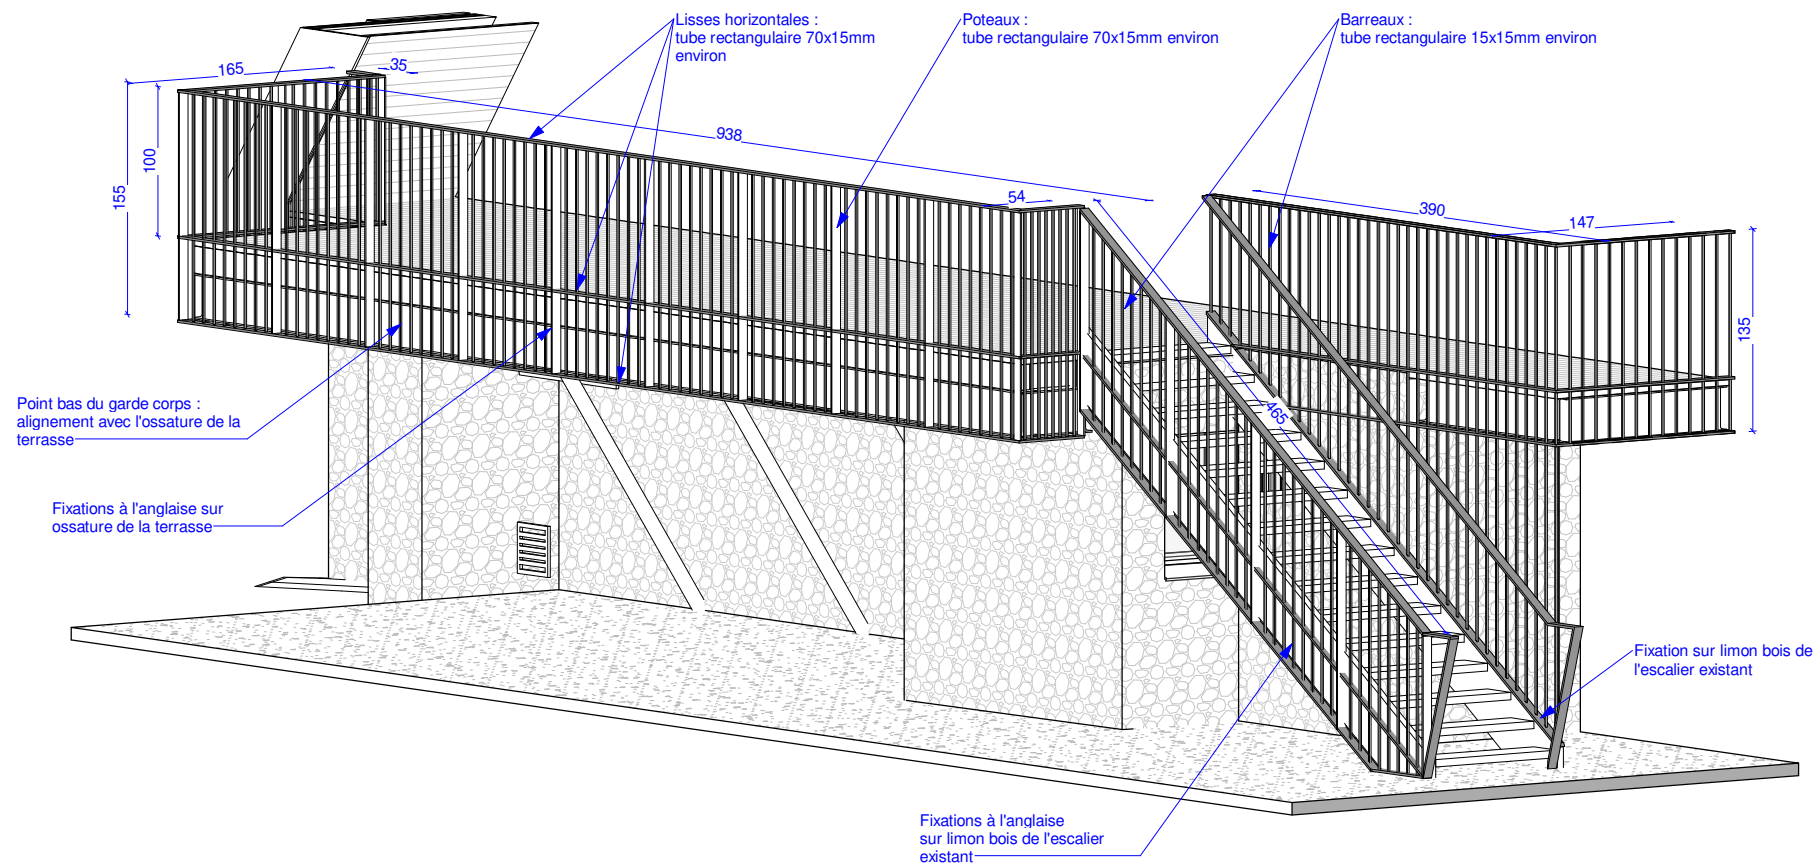 Lisses horizontales :
tube rectangulaire 70x15mm
environ
Poteaux :
tube rectangulaire 70x15mm environ
Barreaux :
tube rectangulaire 15x15mm environ
165
35
938
100
155
54
390
147
135
465
Point bas du garde corps :
alignement avec l'ossature de la
terrasse
Fixations à l'anglaise sur
ossature de la terrasse
Fixation sur limon bois de
l'escalier existant
Fixations à l'anglaise
sur limon bois de l'escalier
existant